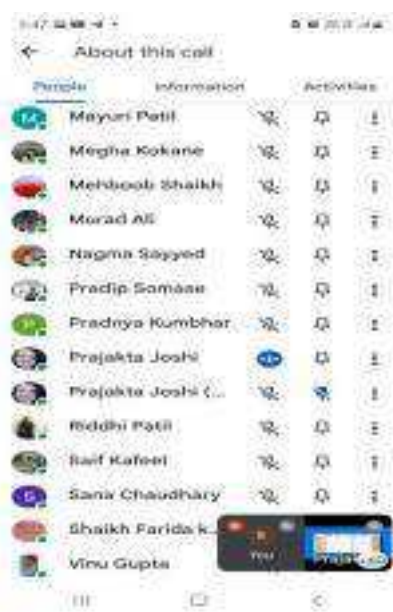 About this call
People Information Activities
M Mayuri Patil
Megha Kokane
Mehboob Shaikh
Morad Ali
Nagma Sayyed
Pradip Somase
P Pradnya Kumbhar
Prajakta Joshi
Prajakta Joshi (...
Riddhi Patil
Saif Kafeel
S Sana Chaudhary
Shaikh Farida k...
Vinu Gupta
You